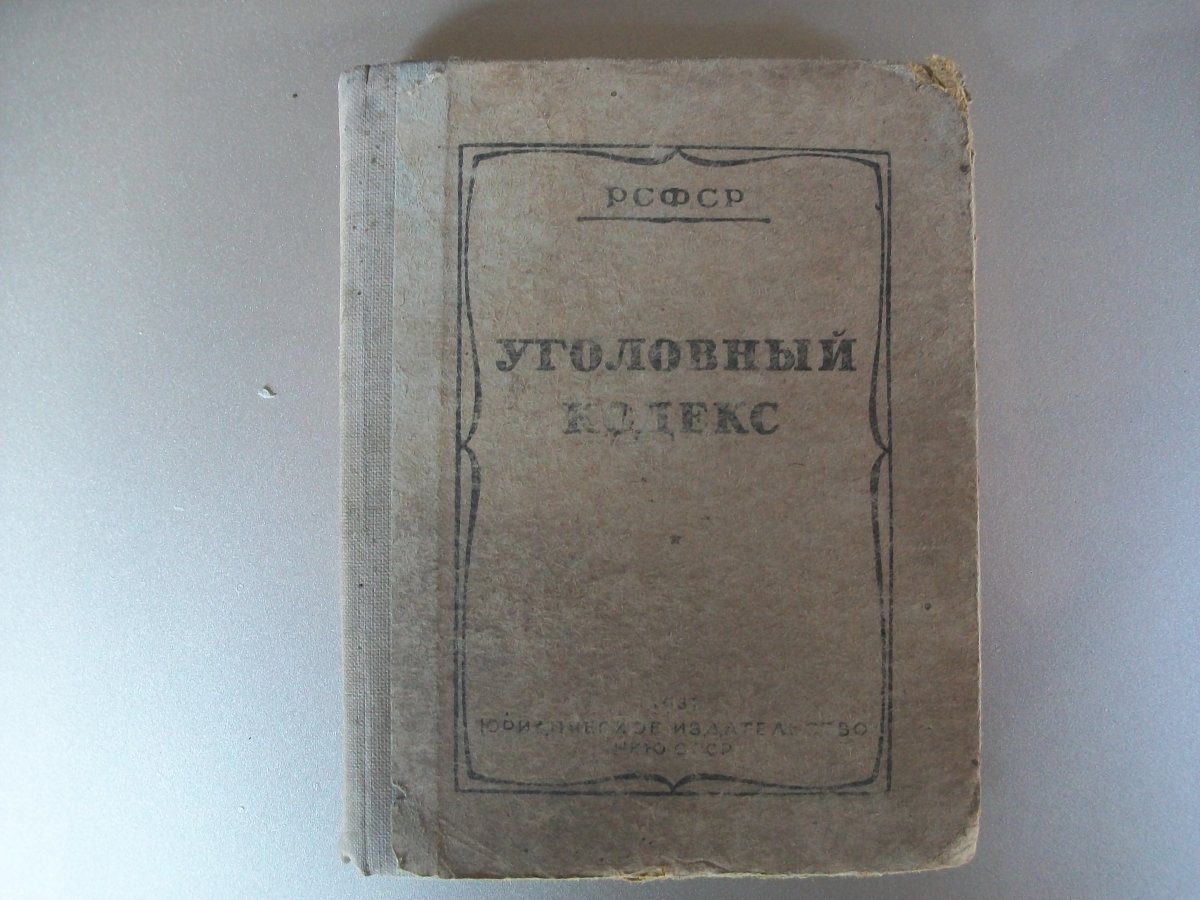 РСФСР
УГОЛОВНЫЙ
КОДЕКС
ЮРИДИЧЕСКОЕ ИЗДАТЕЛЬСТВО
НКЮ СССР